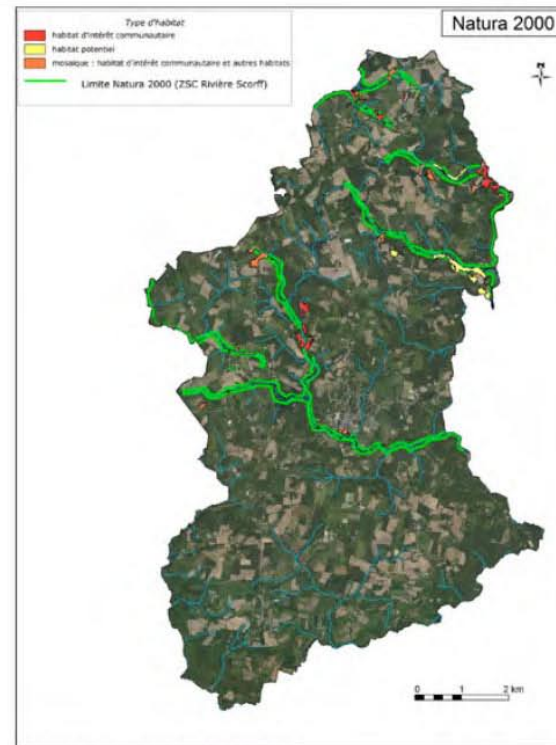 Natura 2000
Type d'habitat
habitat d'intérêt communautaire
habitat potentiel
mosaïque : habitat d'intérêt communautaire et autres habitats
Limite Natura 2000 (ZSC Rivière Scorff)
N
0 1 2 km